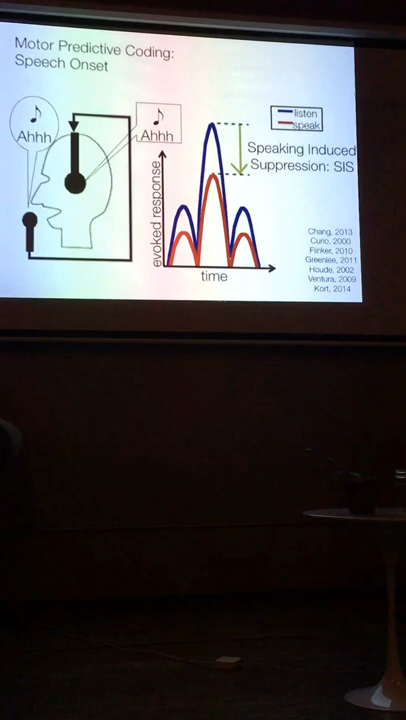 Motor Predictive Coding:
Speech Onset
Ahhh
Ahhh
listen
speak
Speaking Induced
Suppression: SIS
evoked response
time
Chang, 2013
Curio, 2000
Flinker, 2010
Greenlee, 2011
Houde, 2002
Ventura, 2009
Kort, 2014